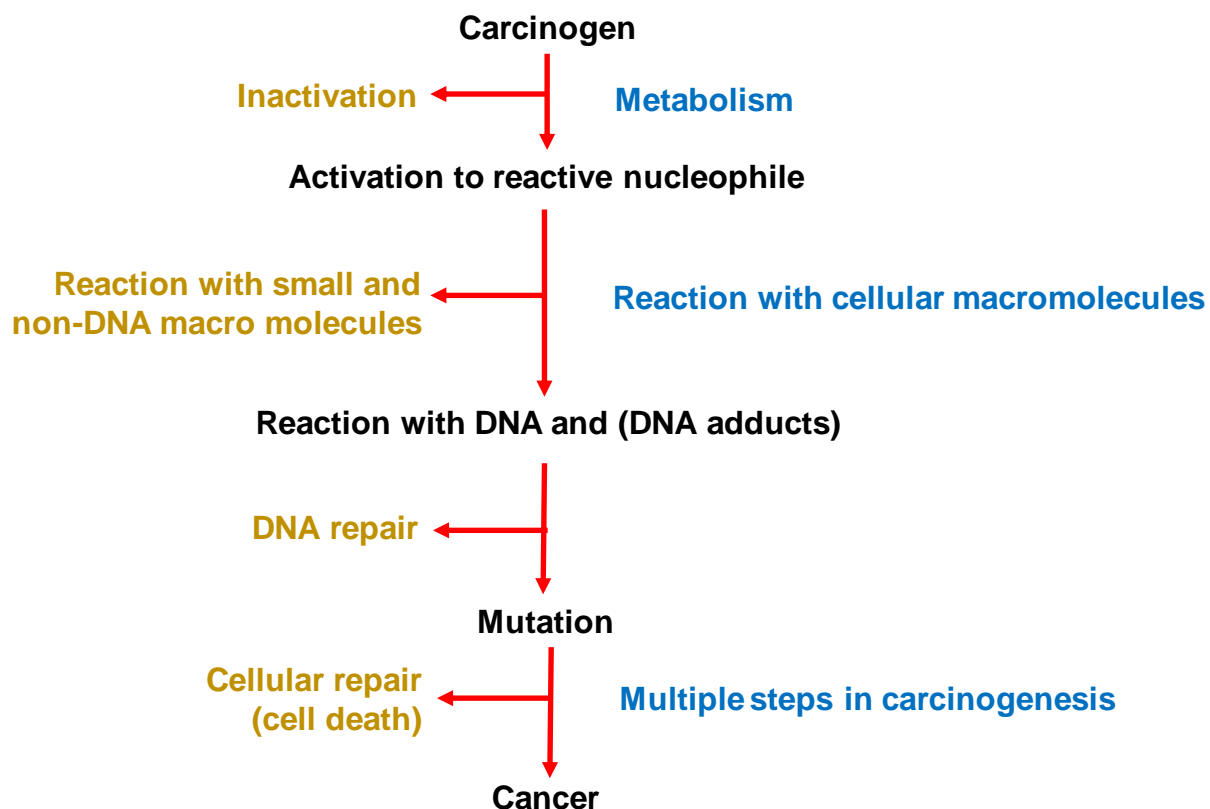 Carcinogen
Inactivation
Metabolism
Activation to reactive nucleophile
Reaction with small and
non-DNA macro molecules
Reaction with cellular macromolecules
Reaction with DNA and (DNA adducts)
DNA repair
Mutation
Cellular repair
(cell death)
Multiple steps in carcinogenesis
Cancer